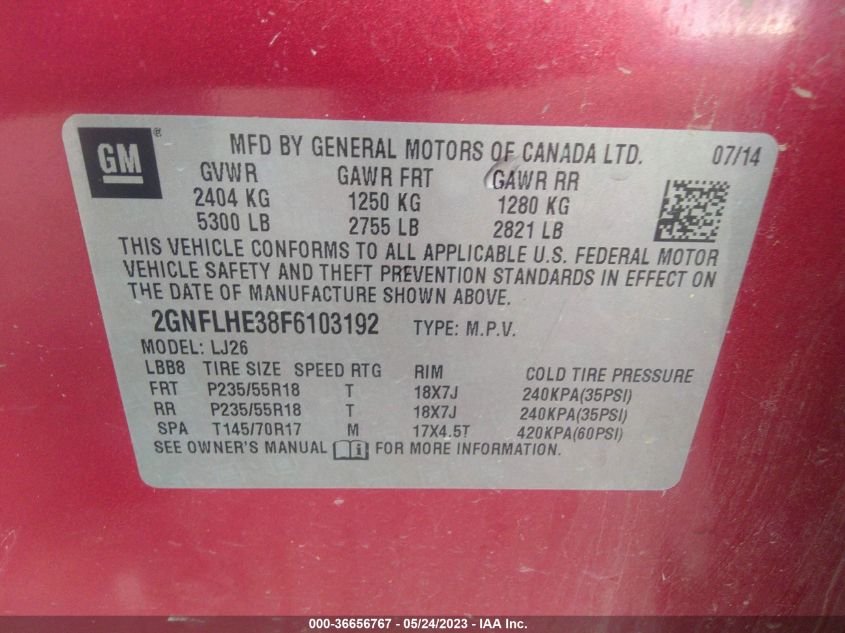 GM ® MFD BY GENERAL MOTORS OF CANADA LTD. 07/14
GVWR GAWR FRT GAWR RR
2404 KG 1250 KG 1280 KG
5300 LB 2755 LB 2821 LB
THIS VEHICLE CONFORMS TO ALL APPLICABLE U.S. FEDERAL MOTOR
VEHICLE SAFETY AND THEFT PREVENTION STANDARDS IN EFFECT ON
THE DATE OF MANUFACTURE SHOWN ABOVE.
2GNFLHE38F6103192 TYPE: M.P.V.
MODEL: LJ26
LBB8 TIRE SIZE SPEED RTG RIM COLD TIRE PRESSURE
FRT P235/55R18 T 18X7J 240KPA(35PSI)
RR P235/55R18 T 18X7J 240KPA(35PSI)
SPA T145/70R17 M 17X4.5T 420KPA(60PSI)
SEE OWNER'S MANUAL FOR MORE INFORMATION.
000-36656767 - 05/24/2023 - IAA Inc.